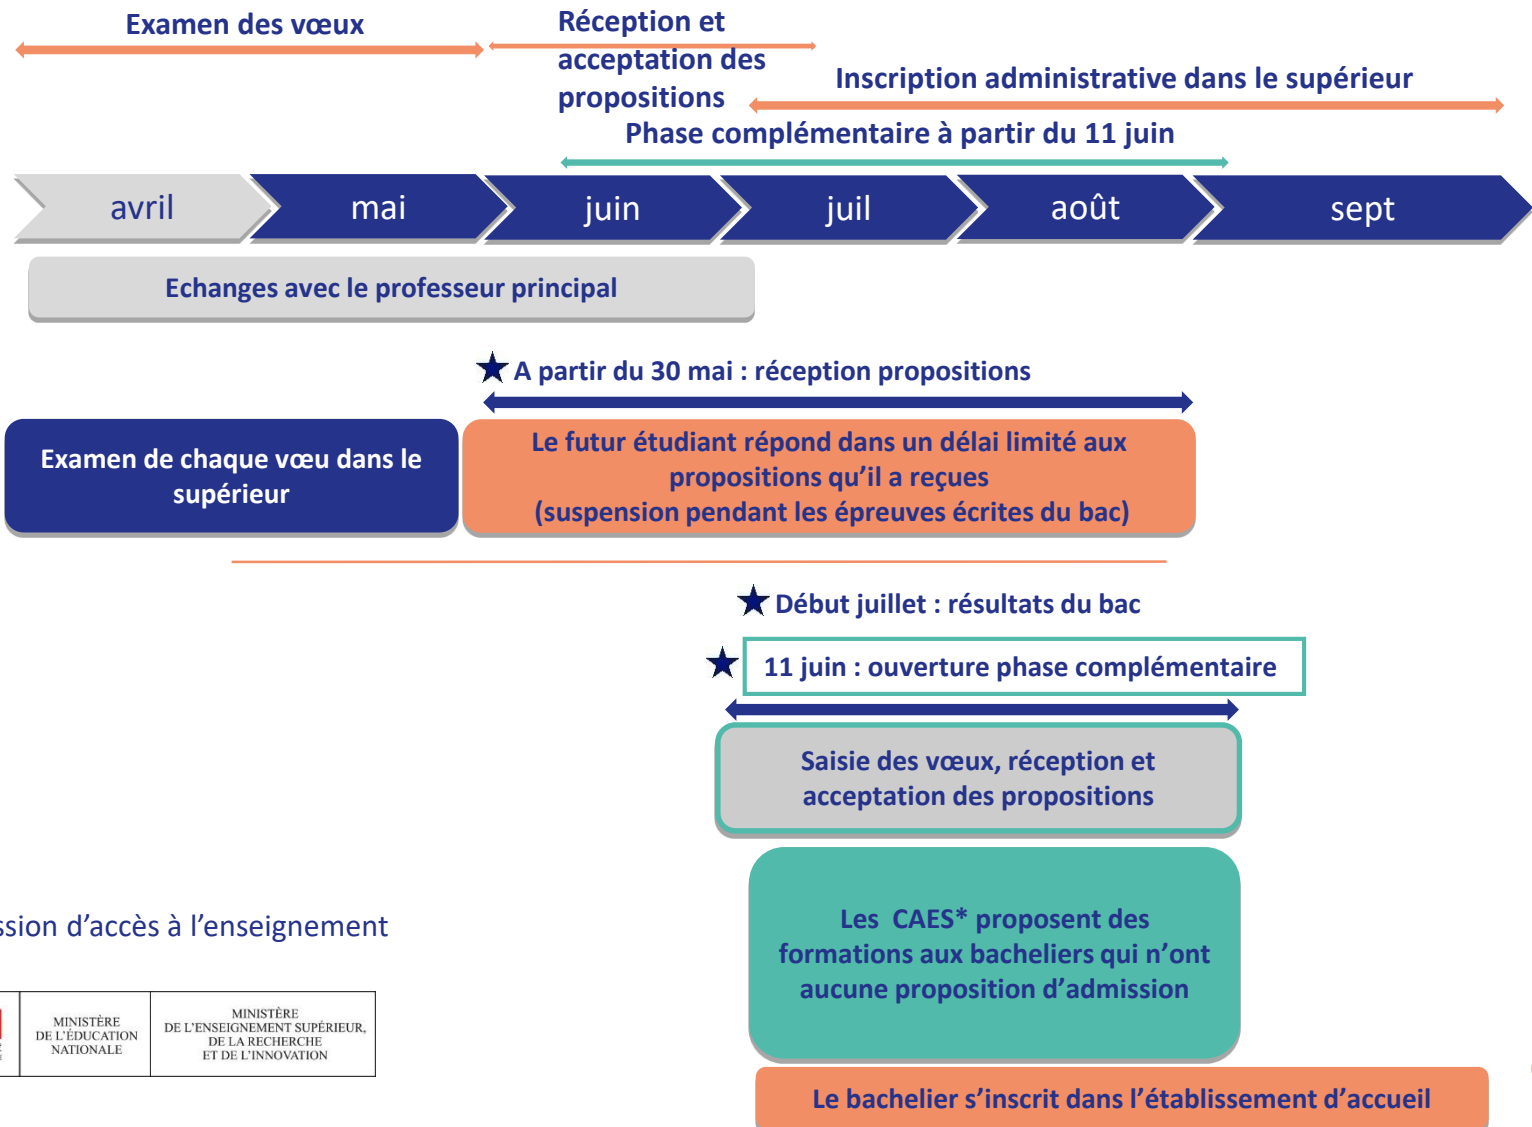 Examen des vœux
Réception et
acceptation des
propositions
Inscription administrative dans le supérieur
Phase complémentaire à partir du 11 juin
avril
mai
juin
juil
août
sept
Echanges avec le professeur principal
A partir du 30 mai : réception propositions
Examen de chaque vœu dans le
supérieur
Le futur étudiant répond dans un délai limité aux
propositions qu’il a reçues
(suspension pendant les épreuves écrites du bac)
Début juillet : résultats du bac
11 juin : ouverture phase complémentaire
Saisie des vœux, réception et
acceptation des propositions
Les CAES* proposent des
formations aux bacheliers qui n’ont
aucune proposition d’admission
ssion d’accès à l’enseignement
MINISTÈRE
DE L’ÉDUCATION
NATIONALE
MINISTÈRE
DE L’ENSEIGNEMENT SUPÉRIEUR,
DE LA RECHERCHE
ET DE L’INNOVATION
Le bachelier s’inscrit dans l’établissement d’accueil